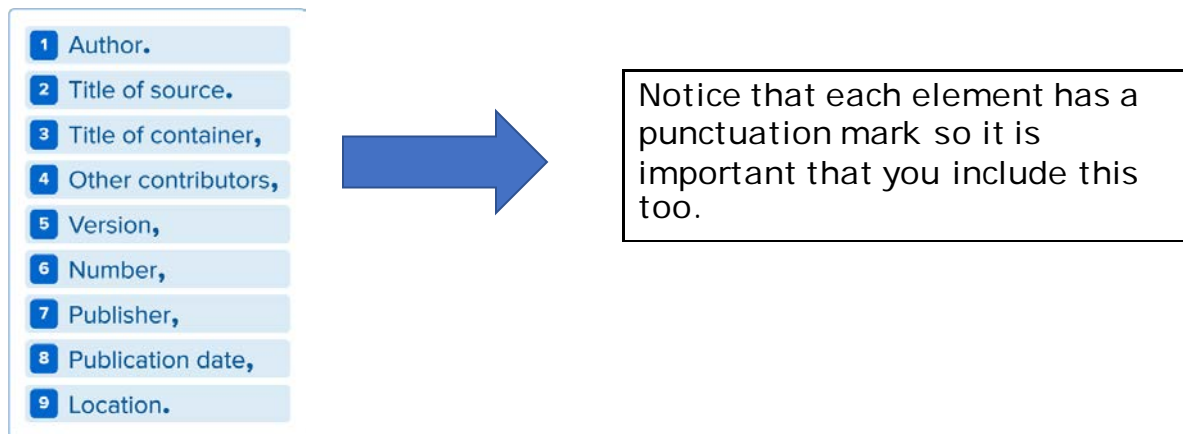 1 Author.
2 Title of source.
3 Title of container,
4 Other contributors,
5 Version,
6 Number,
7 Publisher,
8 Publication date,
9 Location.
Notice that each element has a
punctuation mark so it is
important that you include this
too.